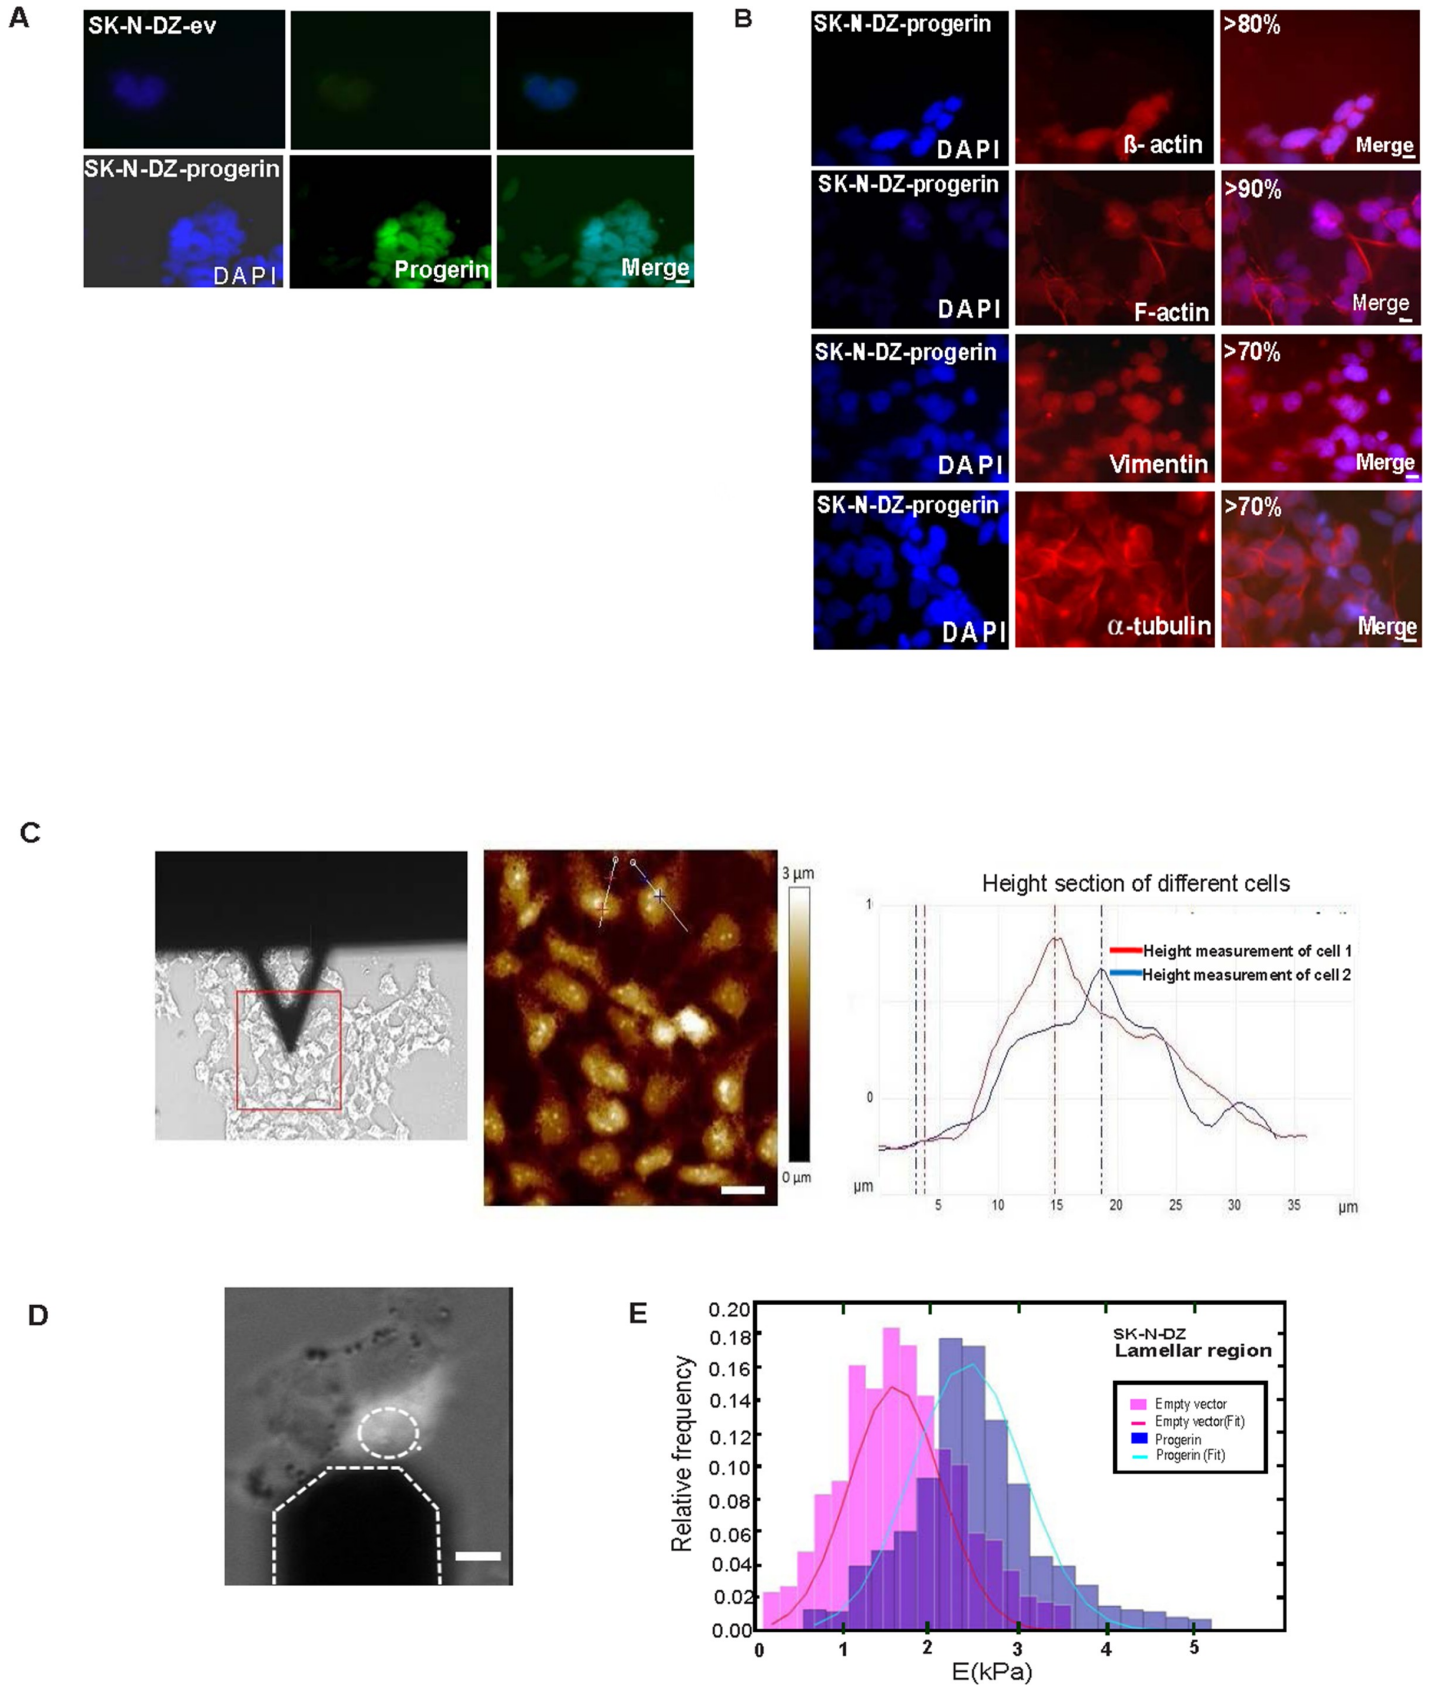 A
SK-N-DZ-ev
SK-N-DZ-progerin
DAPI
Progerin
Merge
B
SK-N-DZ-progerin
>80%
DAPI
ß- actin
Merge
SK-N-DZ-progerin
>90%
DAPI
F-actin
Merge
SK-N-DZ-progerin
>70%
DAPI
Vimentin
Merge
SK-N-DZ-progerin
>70%
DAPI
α-tubulin
Merge
C
3 µm
0 µm
Height section of different cells
1
Height measurement of cell 1
Height measurement of cell 2
0
µm
5 10 15 20 25 30 35 µm
D
E
0.20
0.18
0.16
0.14
0.12
0.10
0.08
0.06
0.04
0.02
0.00
Relative frequency
SK-N-DZ
Lamellar region
Empty vector
Empty vector(Fit)
Progerin
Progerin (Fit)
0 1 2 3 4 5
E(kPa)